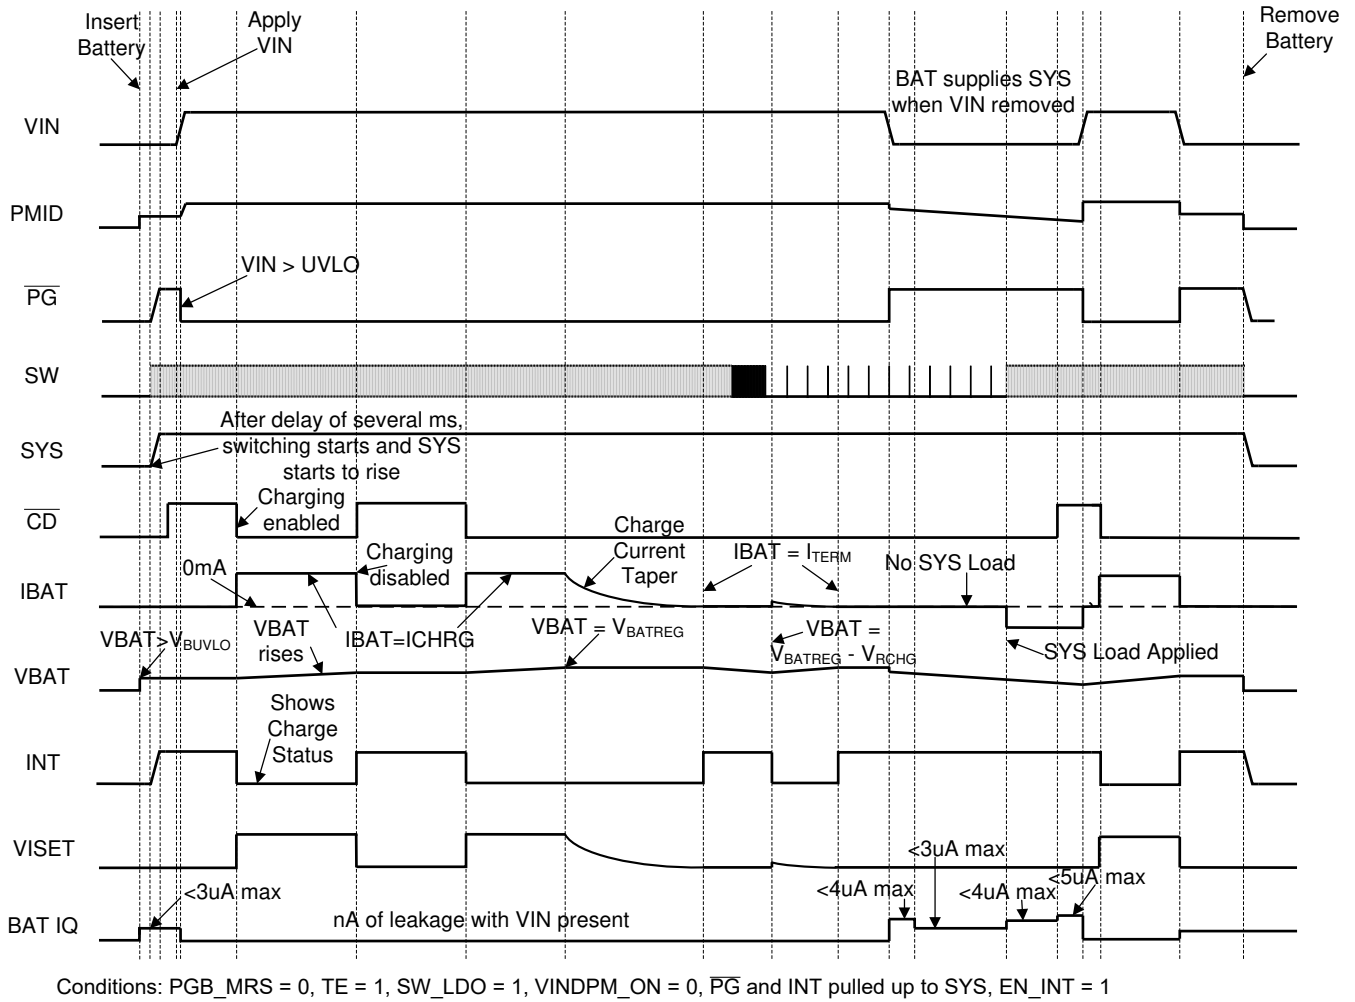 Insert
Battery
Apply
VIN
Remove
Battery
BAT supplies SYS
when VIN removed
VIN
PMID
VIN > UVLO
PG
SW
After delay of several ms,
switching starts and SYS
starts to rise
SYS
Charging
enabled
CD
Charge
Current
Taper
Charging
disabled
IBAT = ITERM
No SYS Load
0mA
IBAT
VBAT>VBUVLO
VBAT
rises
IBAT=ICHRG
VBAT = VBATREG
VBAT =
VBATREG - VRCHG
SYS Load Applied
VBAT
Shows
Charge
Status
INT
VISET
<3uA max
<3uA max
<4uA max
<4uA max
<5uA max
nA of leakage with VIN present
BAT IQ
Conditions: PGB_MRS = 0, TE = 1, SW_LDO = 1, VINDPM_ON = 0, PG and INT pulled up to SYS, EN_INT = 1